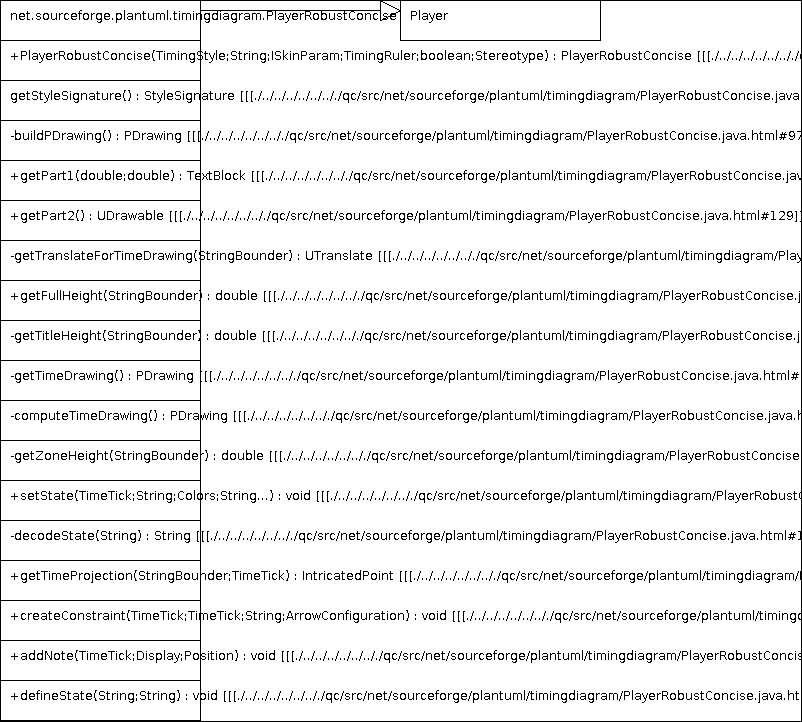 net.sourceforge.plantuml.timingdiagram.PlayerRobustConcise
Player
+PlayerRobustConcise(TimingStyle;String;ISkinParam;TimingRuler;boolean;Stereotype) : PlayerRobustConcise [[[./../../../../../../
getStyleSignature() : StyleSignature [[[./../../../../../../qc/src/net/sourceforge/plantuml/timingdiagram/PlayerRobustConcise.java
-buildPDrawing() : PDrawing [[[./../../../../../../qc/src/net/sourceforge/plantuml/timingdiagram/PlayerRobustConcise.java.html#97
+getPart1(double;double) : TextBlock [[[./../../../../../../qc/src/net/sourceforge/plantuml/timingdiagram/PlayerRobustConcise.jav
+getPart2() : UDrawable [[[./../../../../../../qc/src/net/sourceforge/plantuml/timingdiagram/PlayerRobustConcise.java.html#129]]
-getTranslateForTimeDrawing(StringBounder) : UTranslate [[[./../../../../../../qc/src/net/sourceforge/plantuml/timingdiagram/Play
+getFullHeight(StringBounder) : double [[[./../../../../../../qc/src/net/sourceforge/plantuml/timingdiagram/PlayerRobustConcise.j
-getTitleHeight(StringBounder) : double [[[./../../../../../../qc/src/net/sourceforge/plantuml/timingdiagram/PlayerRobustConcise.j
-getTimeDrawing() : PDrawing [[[./../../../../../../qc/src/net/sourceforge/plantuml/timingdiagram/PlayerRobustConcise.java.html#
-computeTimeDrawing() : PDrawing [[[./../../../../../../qc/src/net/sourceforge/plantuml/timingdiagram/PlayerRobustConcise.java.h
-getZoneHeight(StringBounder) : double [[[./../../../../../../qc/src/net/sourceforge/plantuml/timingdiagram/PlayerRobustConcise
+setState(TimeTick;String;Colors;String...) : void [[[./../../../../../../qc/src/net/sourceforge/plantuml/timingdiagram/PlayerRobustC
-decodeState(String) : String [[[./../../../../../../qc/src/net/sourceforge/plantuml/timingdiagram/PlayerRobustConcise.java.html#1
+getTimeProjection(StringBounder;TimeTick) : IntricatedPoint [[[./../../../../../../qc/src/net/sourceforge/plantuml/timingdiagram/
+createConstraint(TimeTick;TimeTick;String;ArrowConfiguration) : void [[[./../../../../../../qc/src/net/sourceforge/plantuml/timing
+addNote(TimeTick;Display;Position) : void [[[./../../../../../../qc/src/net/sourceforge/plantuml/timingdiagram/PlayerRobustConcis
+defineState(String;String) : void [[[./../../../../../../qc/src/net/sourceforge/plantuml/timingdiagram/PlayerRobustConcise.java.ht